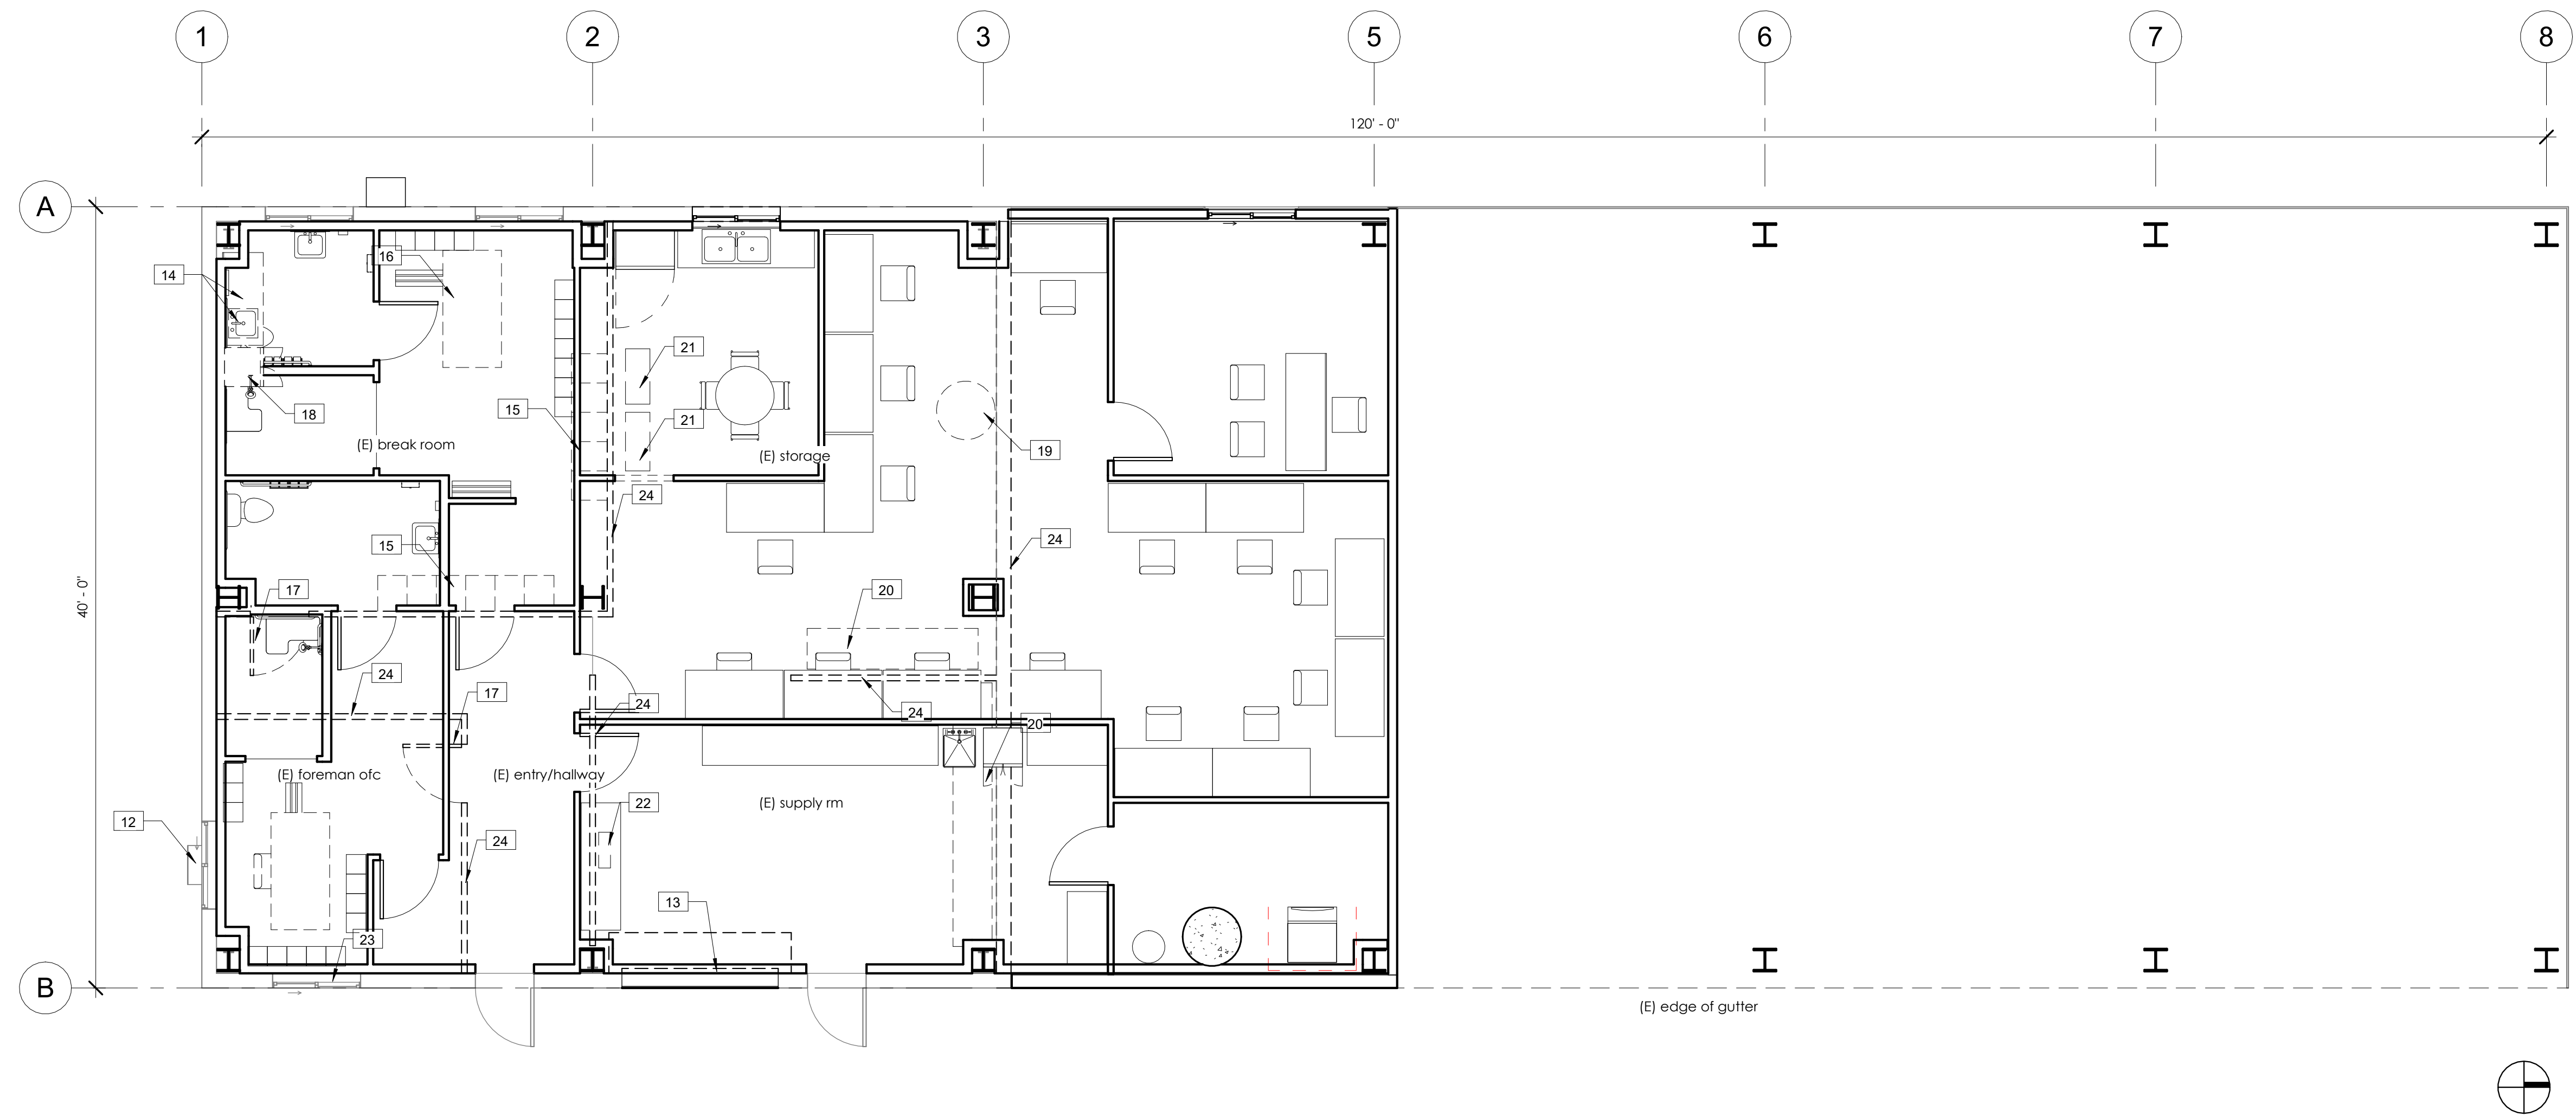 1 2 3 5 6 7 8
120' - 0"
A
16
14
21
18
15
21
(E) break room
(E) storage
19
24
15
24
17
20
40' - 0"
24
17
24
24
20
(E) foreman ofc
(E) entry/hallway
22
(E) supply rm
12
24
13
23
B
(E) edge of gutter